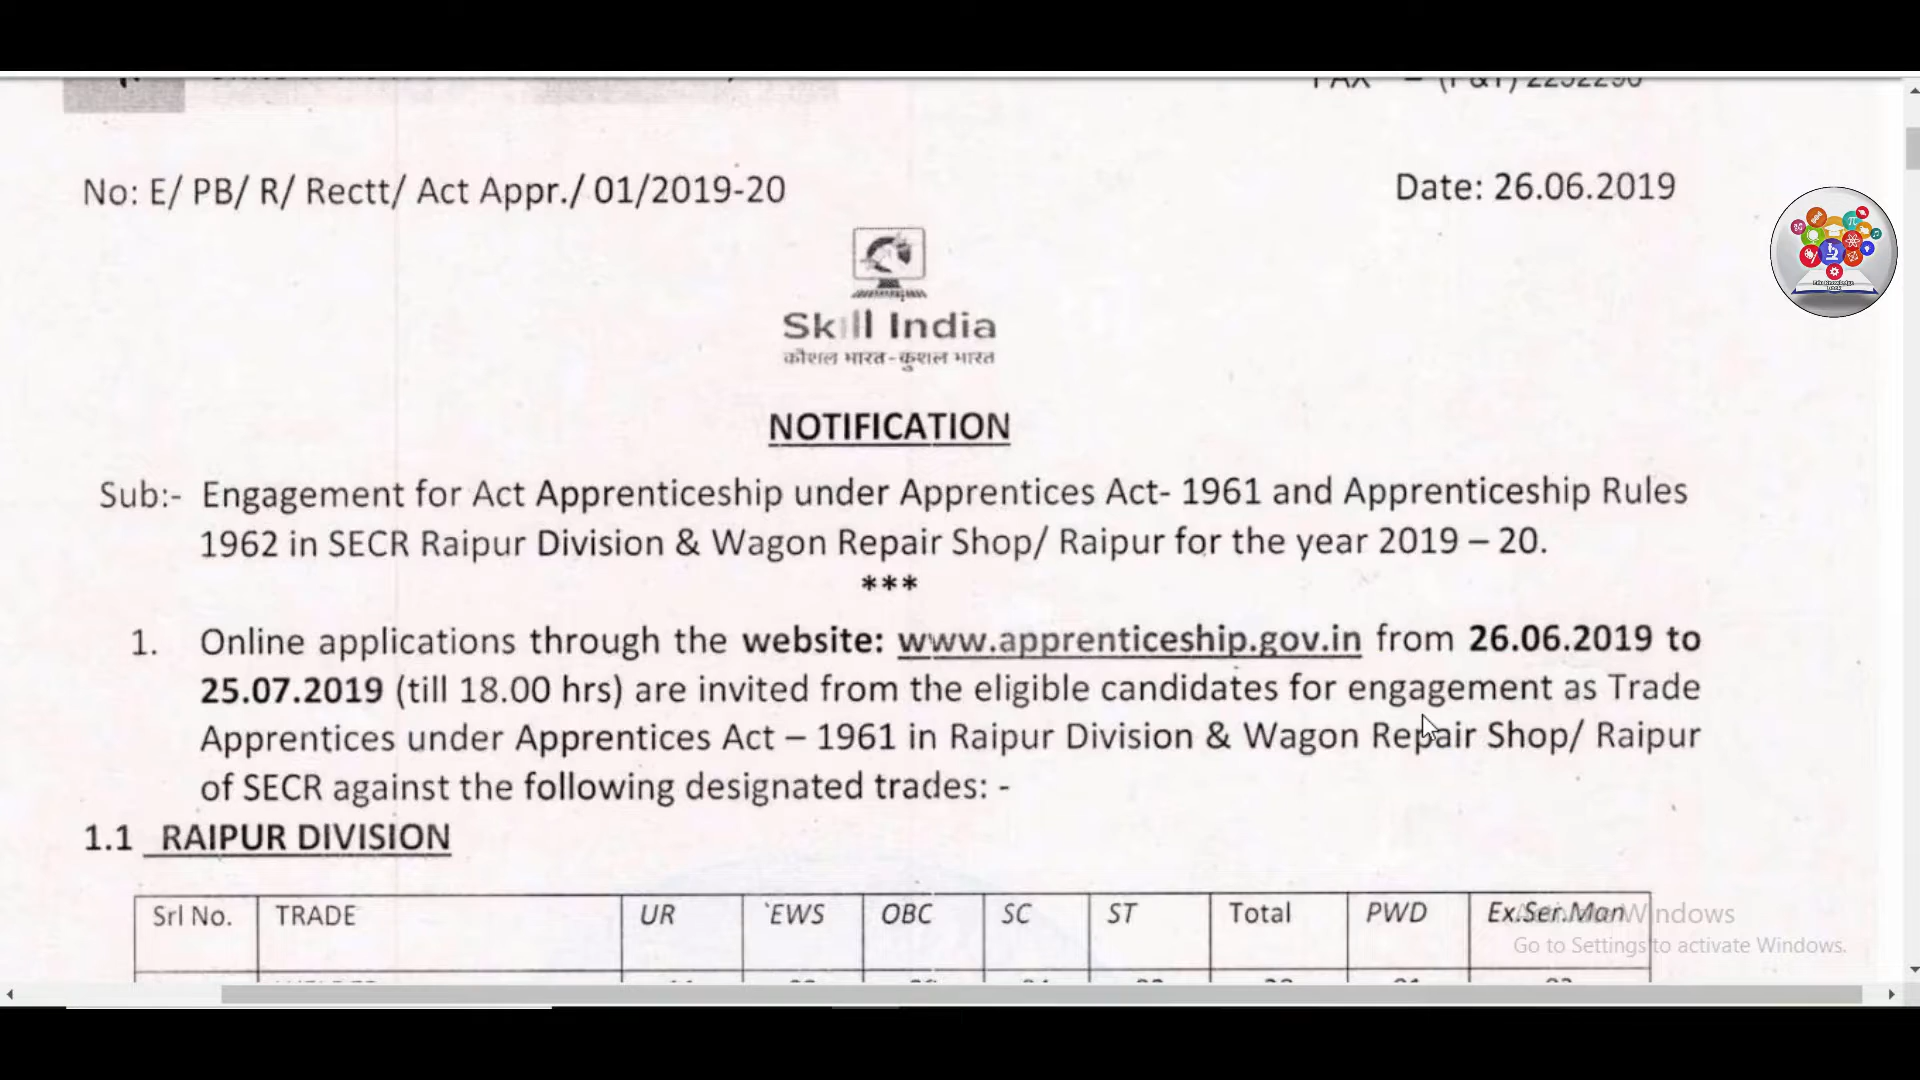 No: E/ PB/ R/ Rectt/ Act Appr./ 01/2019-20
Date: 26.06.2019
Skill India
कौशल भारत-कुशल भारत
NOTIFICATION
Sub:- Engagement for Act Apprenticeship under Apprentices Act- 1961 and Apprenticeship Rules
1962 in SECR Raipur Division & Wagon Repair Shop/ Raipur for the year 2019 – 20.
***
1. Online applications through the website: www.apprenticeship.gov.in from 26.06.2019 to
25.07.2019 (till 18.00 hrs) are invited from the eligible candidates for engagement as Trade
Apprentices under Apprentices Act – 1961 in Raipur Division & Wagon Repair Shop/ Raipur
of SECR against the following designated trades: -
1.1 RAIPUR DIVISION
Srl No. TRADE UR EWS OBC SC ST Total PWD Ex.Ser.Man
Activate Windows
Go to Settings to activate Windows.